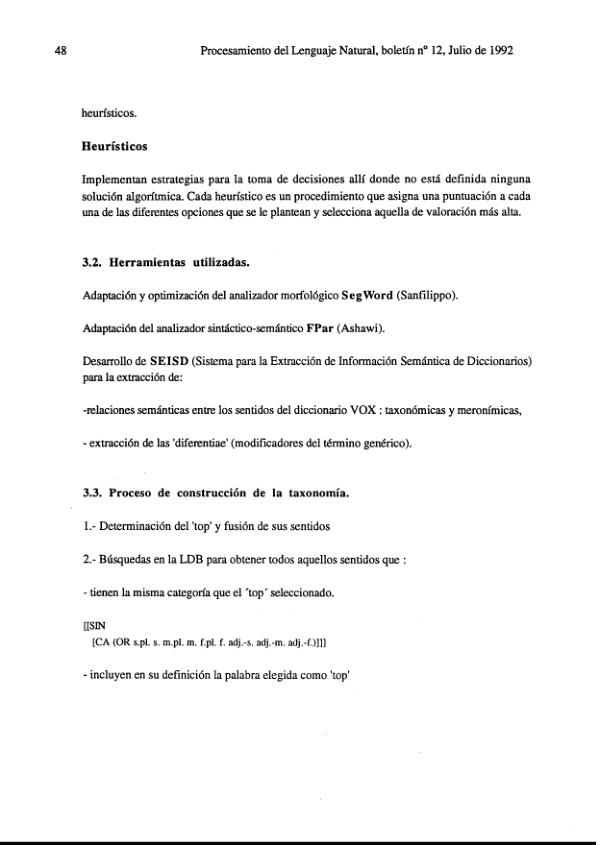 48 Procesamiento del Lenguaje Natural, boletín nº 12, Julio de 1992
heurísticos.
Heurísticos
Implementan estrategias para la toma de decisiones allí donde no está definida ninguna
solución algorítmica. Cada heurístico es un procedimiento que asigna una puntuación a cada
una de las diferentes opciones que se le plantean y selecciona aquella de valoración más alta.
3.2. Herramientas utilizadas.
Adaptación y optimización del analizador morfológico SegWord (Sanfilippo).
Adaptación del analizador sintáctico-semántico FPar (Ashawi).
Desarrollo de SEISD (Sistema para la Extracción de Información Semántica de Diccionarios)
para la extracción de:
-relaciones semánticas entre los sentidos del diccionario VOX : taxonómicas y meronímicas,
- extracción de las 'diferentiae' (modificadores del término genérico).
3.3. Proceso de construcción de la taxonomía.
1.- Determinación del 'top' y fusión de sus sentidos
2.- Búsquedas en la LDB para obtener todos aquellos sentidos que :
- tienen la misma categoría que el ´top´ seleccionado.
[[SIN
[CA (OR s.pl. s. m.pl. m. f.pl. f. adj.-s. adj.-m. adj.-f.)]]]
- incluyen en su definición la palabra elegida como 'top'